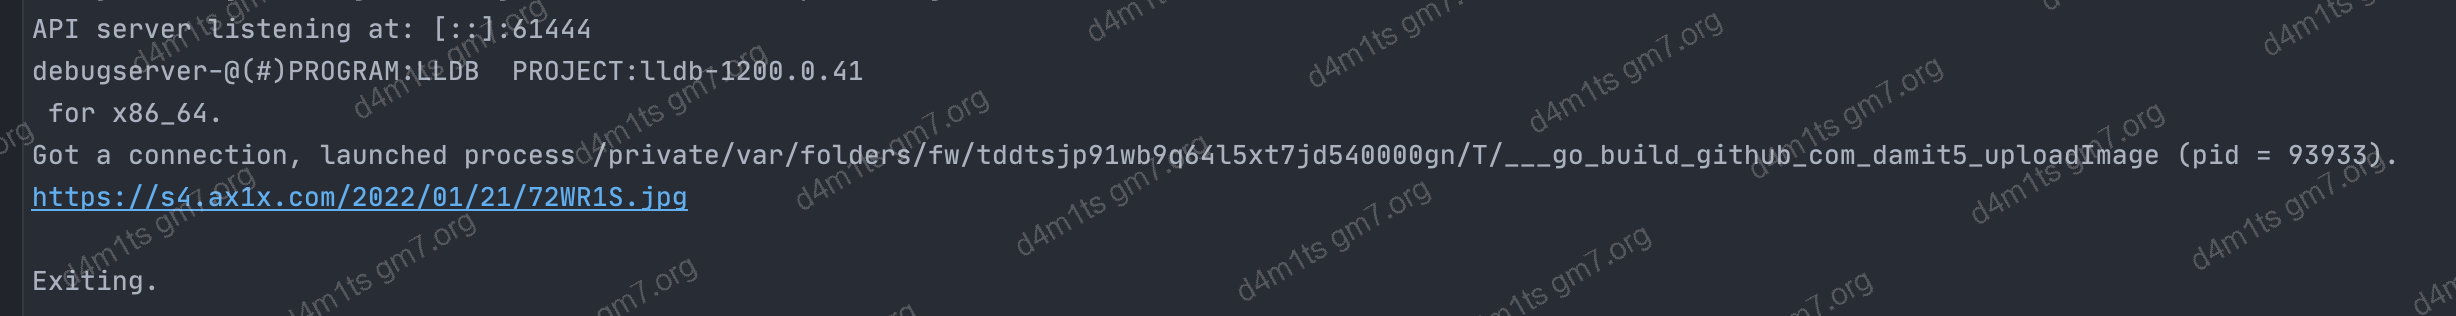 API server listening at: [::]:61444
debugserver-@(#)PROGRAM:LLDB  PROJECT:lldb-1200.0.41
 for x86_64.
Got a connection, launched process /private/var/folders/fw/tddtsjp91wb9q64l5xt7jd540000gn/T/___go_build_github_com_damit5_uploadImage (pid = 93933).
https://s4.ax1x.com/2022/01/21/72WR1S.jpg
Exiting.
d4m1ts gm7.org